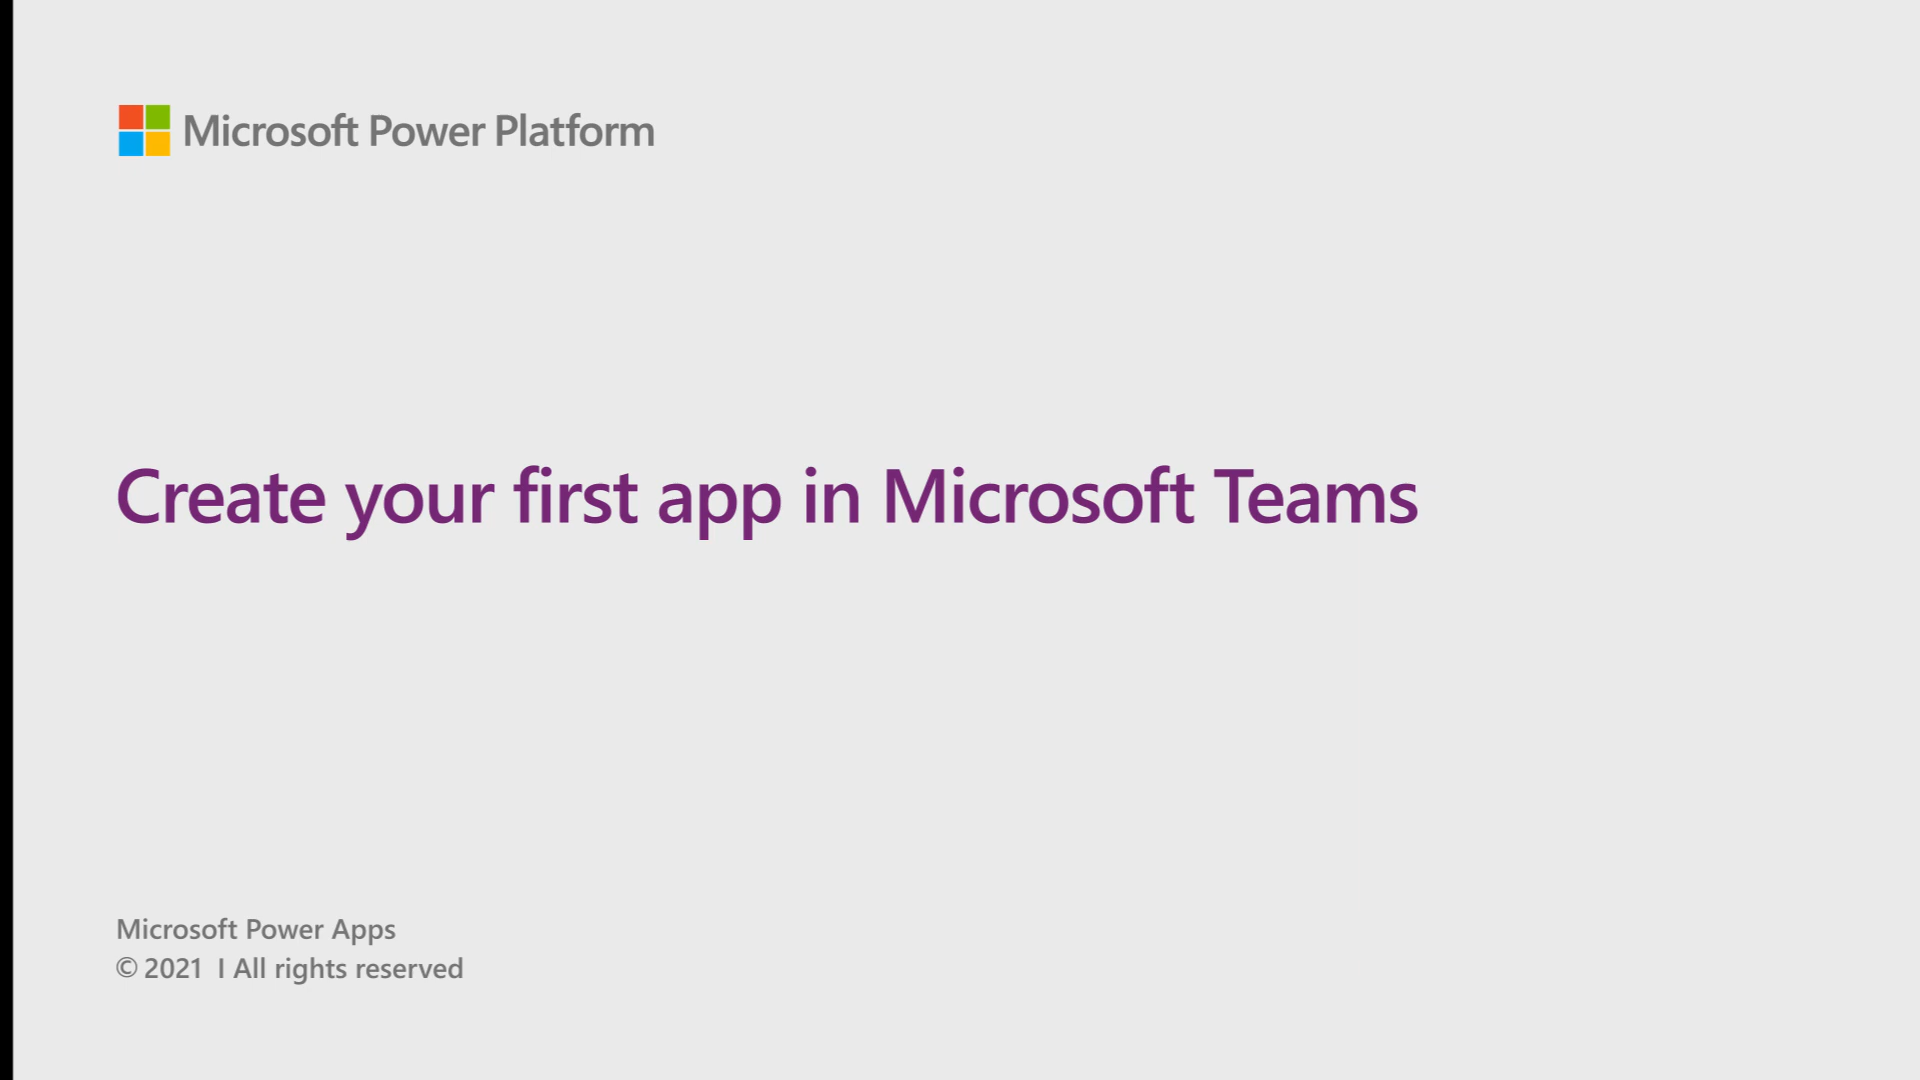 Microsoft Power Platform
Create your first app in Microsoft Teams
Microsoft Power Apps
© 2021 I All rights reserved